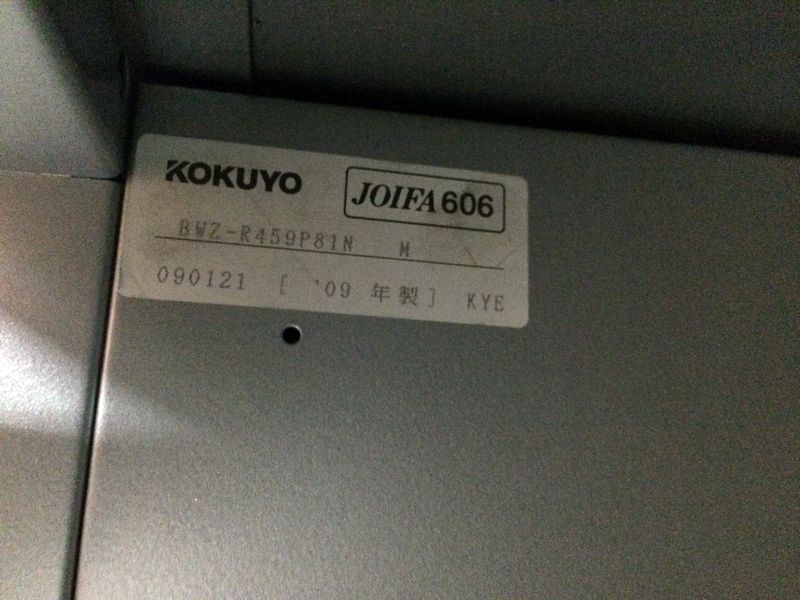 KOKUYO JOIFA606
BWZ-R459P81N M
090121 [ '09 年製] KYE